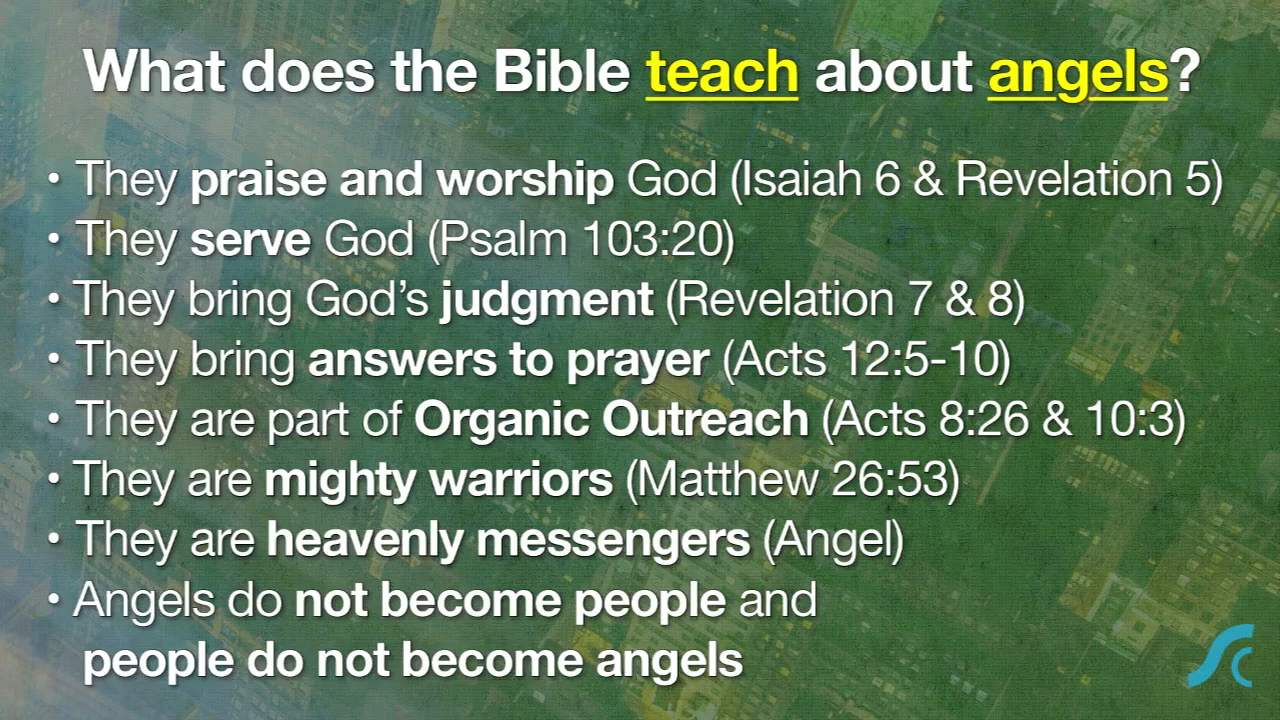 What does the Bible teach about angels?
• They praise and worship God (Isaiah 6 & Revelation 5)
• They serve God (Psalm 103:20)
• They bring God’s judgment (Revelation 7 & 8)
• They bring answers to prayer (Acts 12:5-10)
• They are part of Organic Outreach (Acts 8:26 & 10:3)
• They are mighty warriors (Matthew 26:53)
• They are heavenly messengers (Angel)
• Angels do not become people and
people do not become angels